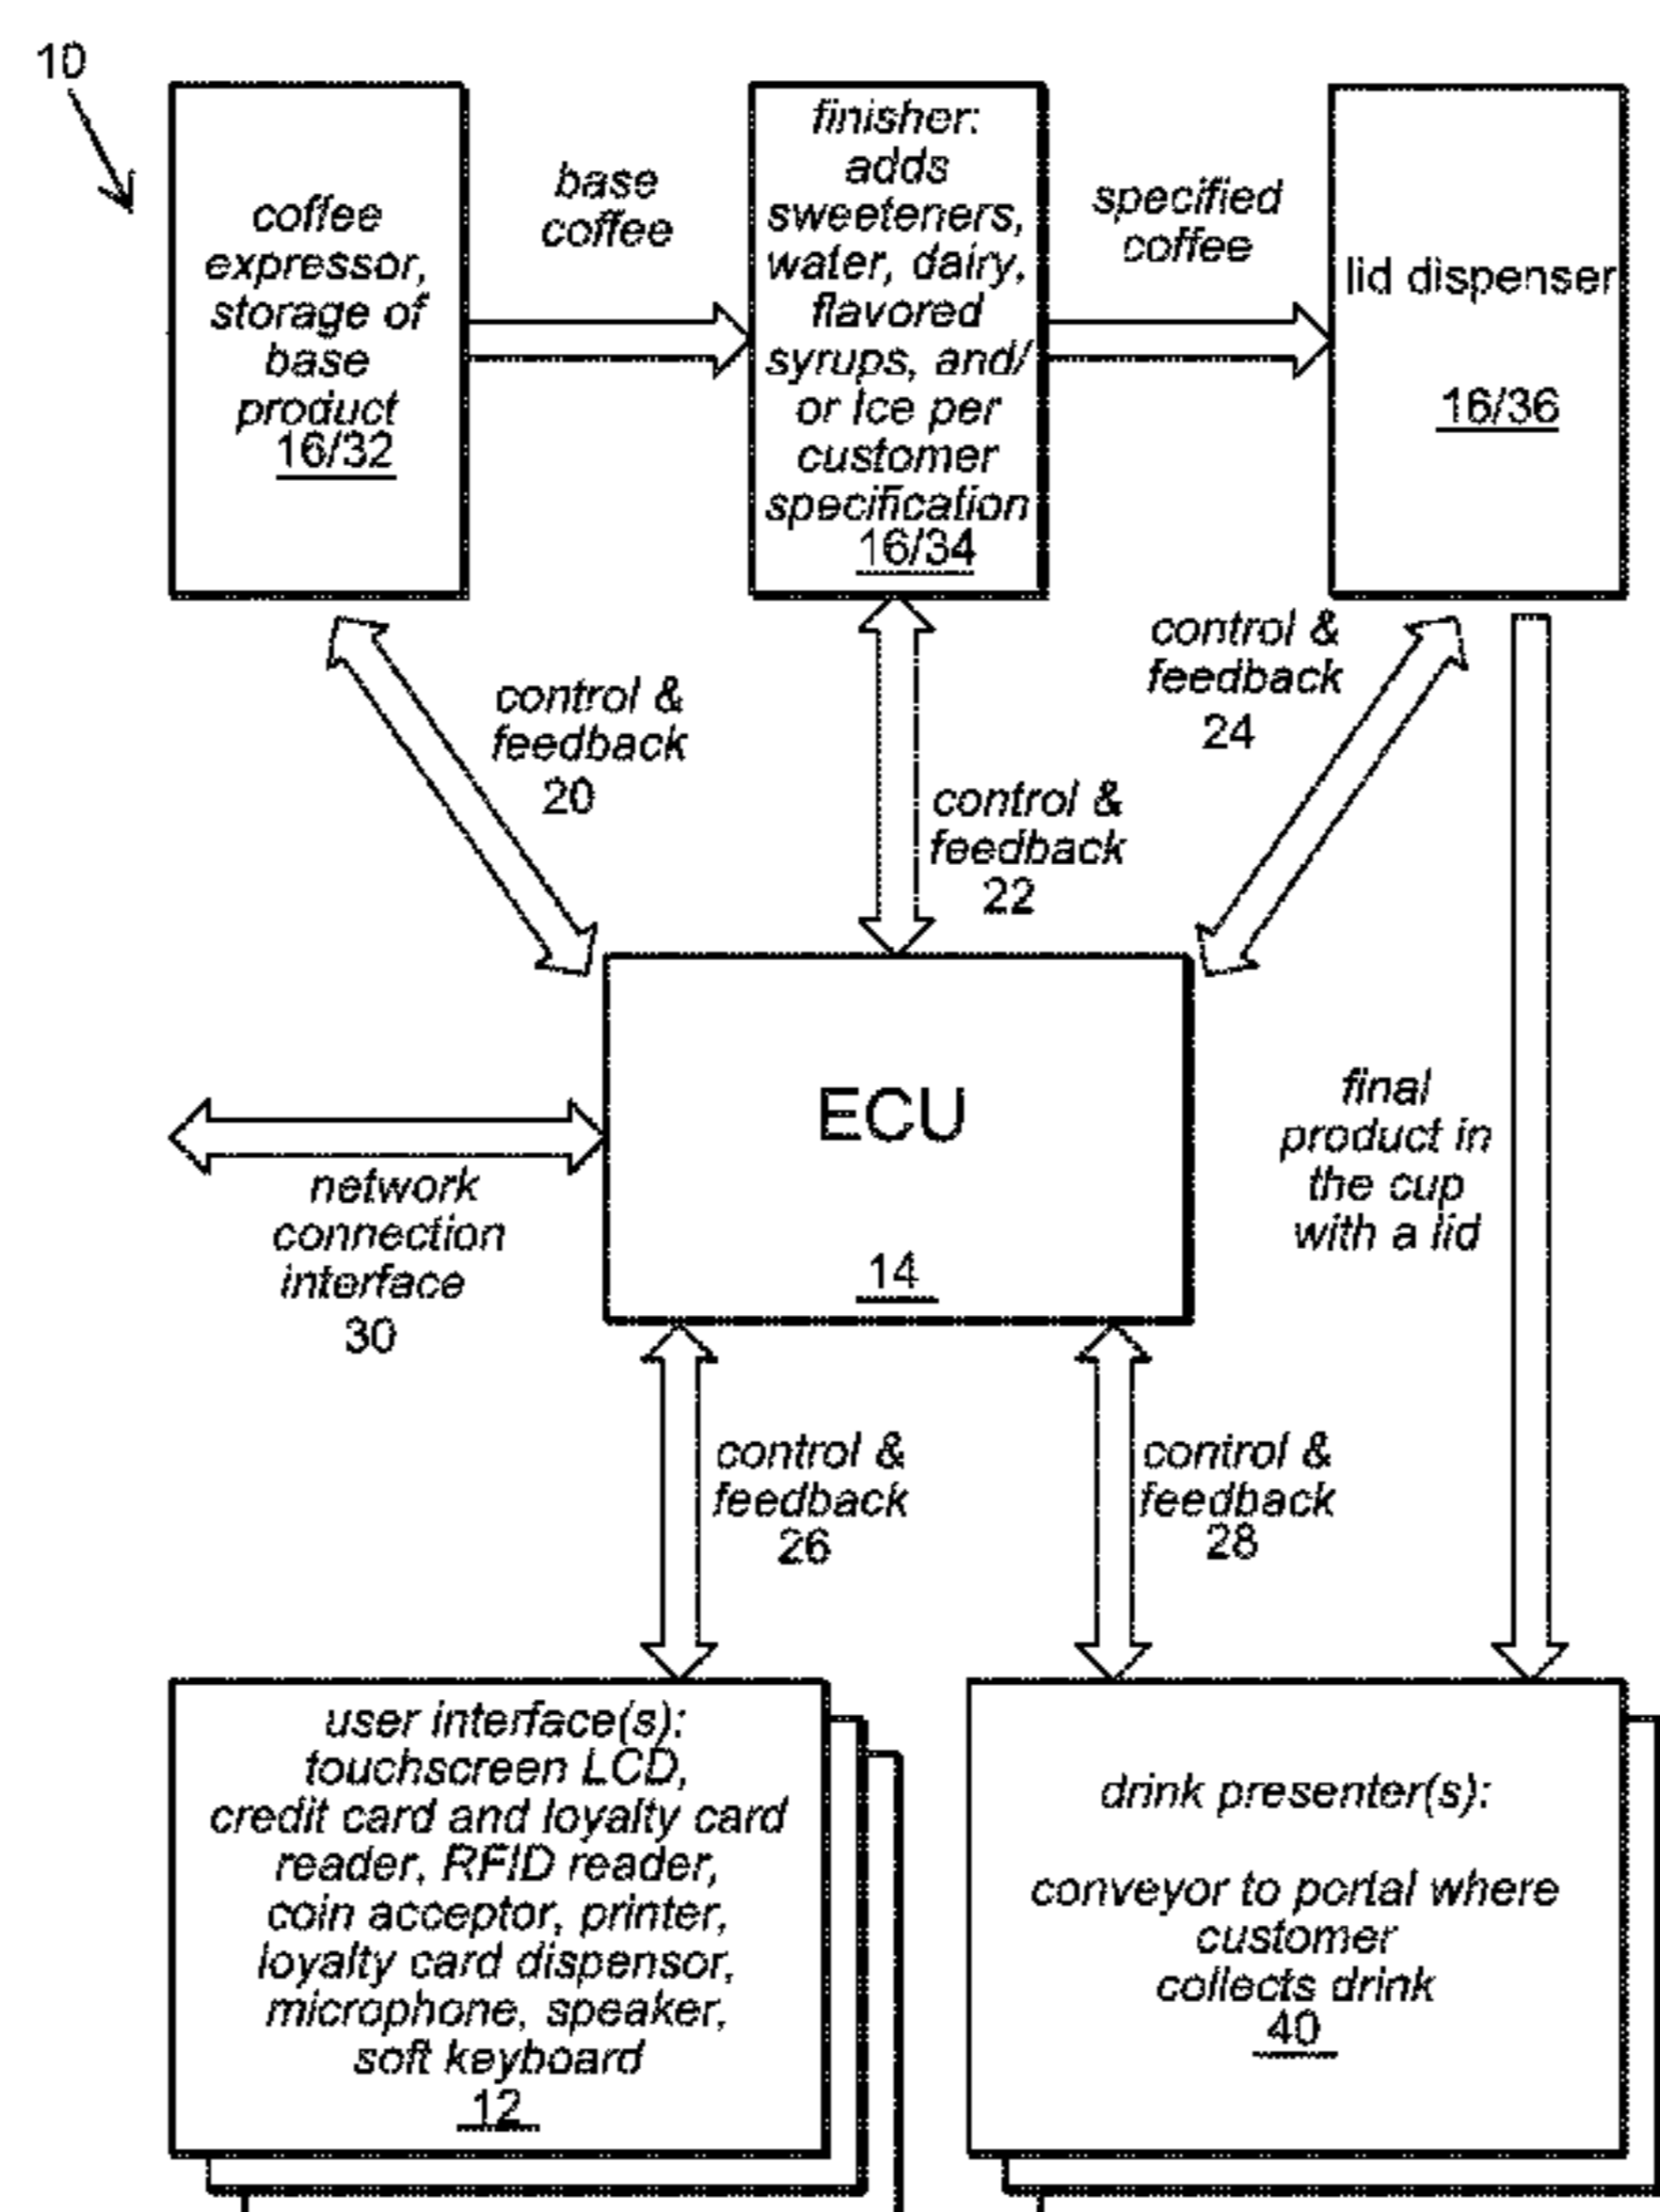 10
coffee
expressor,
storage of
base
product
16/32
base
coffee
finisher:
adds
sweeteners,
water, dairy,
flavored
syrups, and/
or Ice per
customer
specification
16/34
specified
coffee
lid dispenser
16/36
control &
feedback
20
control &
feedback
22
control &
feedback
24
ECU
14
network
connection
interface
30
final
product in
the cup
with a lid
control &
feedback
26
control &
feedback
28
user interface(s):
touchscreen LCD,
credit card and loyalty card
reader, RFID reader,
coin acceptor, printer,
loyalty card dispensor,
microphone, speaker,
soft keyboard
12
drink presenter(s):
conveyor to portal where
customer
collects drink
40